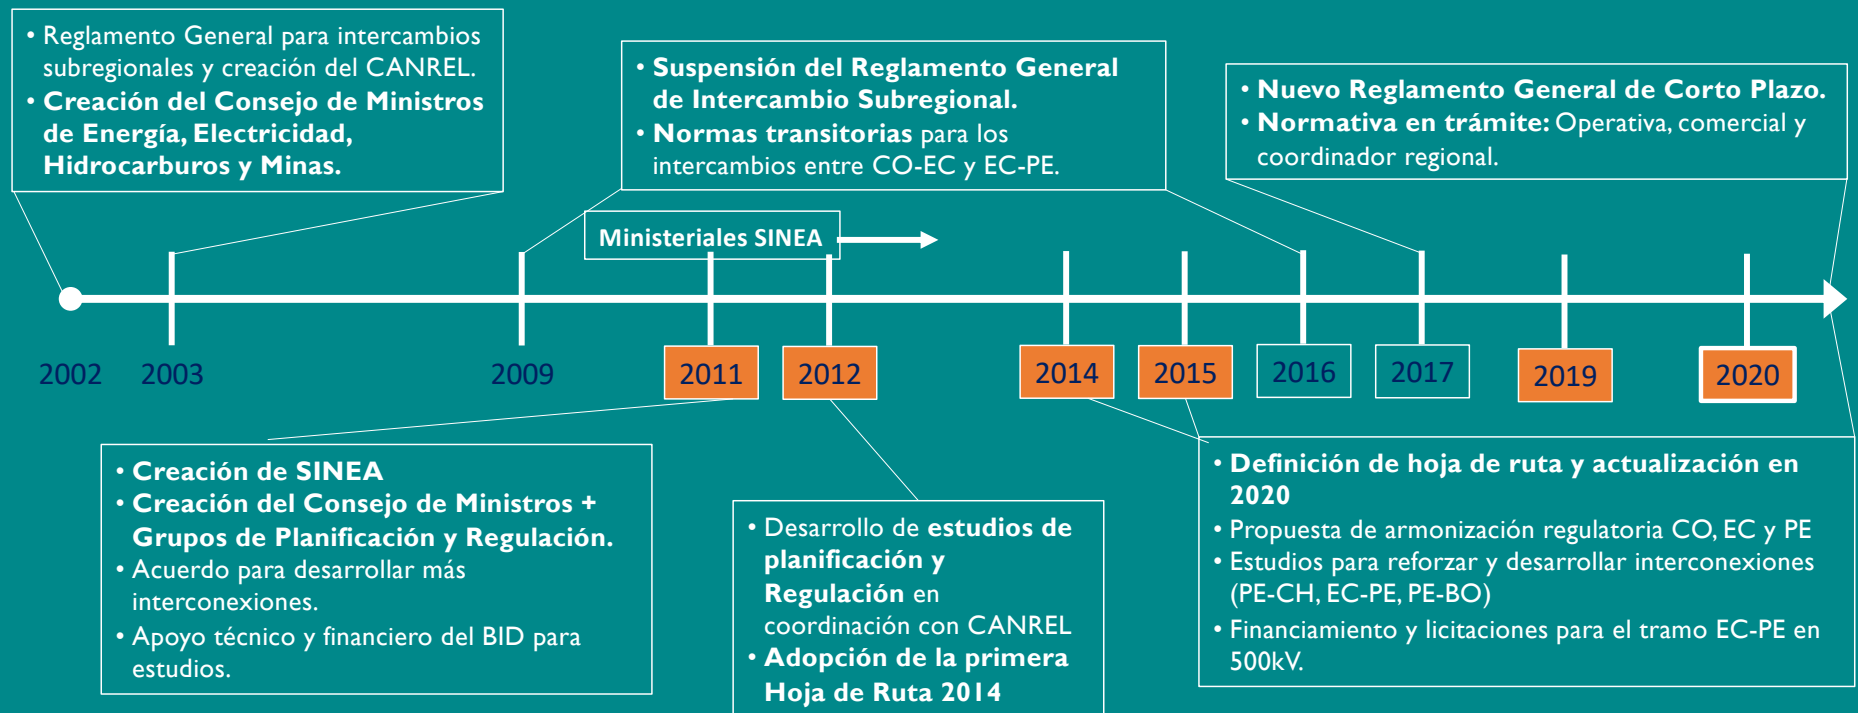 • Reglamento General para intercambios
subregionales y creación del CANREL.
• Creación del Consejo de Ministros
de Energía, Electricidad,
Hidrocarburos y Minas.
• Suspensión del Reglamento General
de Intercambio Subregional.
• Normas transitorias para los
intercambios entre CO-EC y EC-PE.
• Nuevo Reglamento General de Corto Plazo.
• Normativa en trámite: Operativa, comercial y
coordinador regional.
Ministeriales SINEA
2002
2003
2009
2011
2012
2014
2015
2016
2017
2019
2020
• Creación de SINEA
• Creación del Consejo de Ministros +
Grupos de Planificación y Regulación.
• Acuerdo para desarrollar más
interconexiones.
• Apoyo técnico y financiero del BID para
estudios.
• Desarrollo de estudios de
planificación y
Regulación en
coordinación con CANREL
• Adopción de la primera
Hoja de Ruta 2014
• Definición de hoja de ruta y actualización en
2020
• Propuesta de armonización regulatoria CO, EC y PE
• Estudios para reforzar y desarrollar interconexiones
(PE-CH, EC-PE, PE-BO)
• Financiamiento y licitaciones para el tramo EC-PE en
500kV.